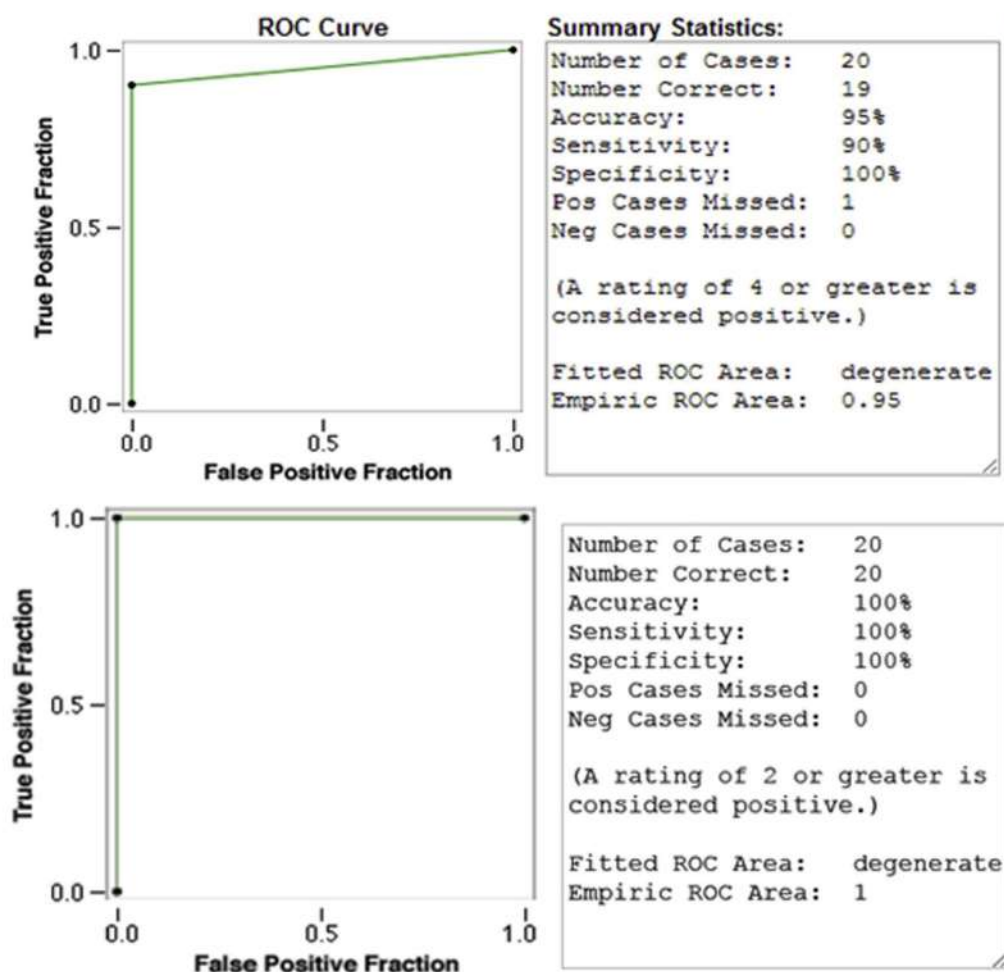 ROC Curve
1.0
0.5
0.0
True Positive Fraction
0.0 0.5 1.0
False Positive Fraction
Summary Statistics:
Number of Cases: 20
Number Correct: 19
Accuracy: 95%
Sensitivity: 90%
Specificity: 100%
Pos Cases Missed: 1
Neg Cases Missed: 0
(A rating of 4 or greater is
considered positive.)
Fitted ROC Area: degenerate
Empiric ROC Area: 0.95
1.0
0.5
0.0
True Positive Fraction
0.0 0.5 1.0
False Positive Fraction
Number of Cases: 20
Number Correct: 20
Accuracy: 100%
Sensitivity: 100%
Specificity: 100%
Pos Cases Missed: 0
Neg Cases Missed: 0
(A rating of 2 or greater is
considered positive.)
Fitted ROC Area: degenerate
Empiric ROC Area: 1